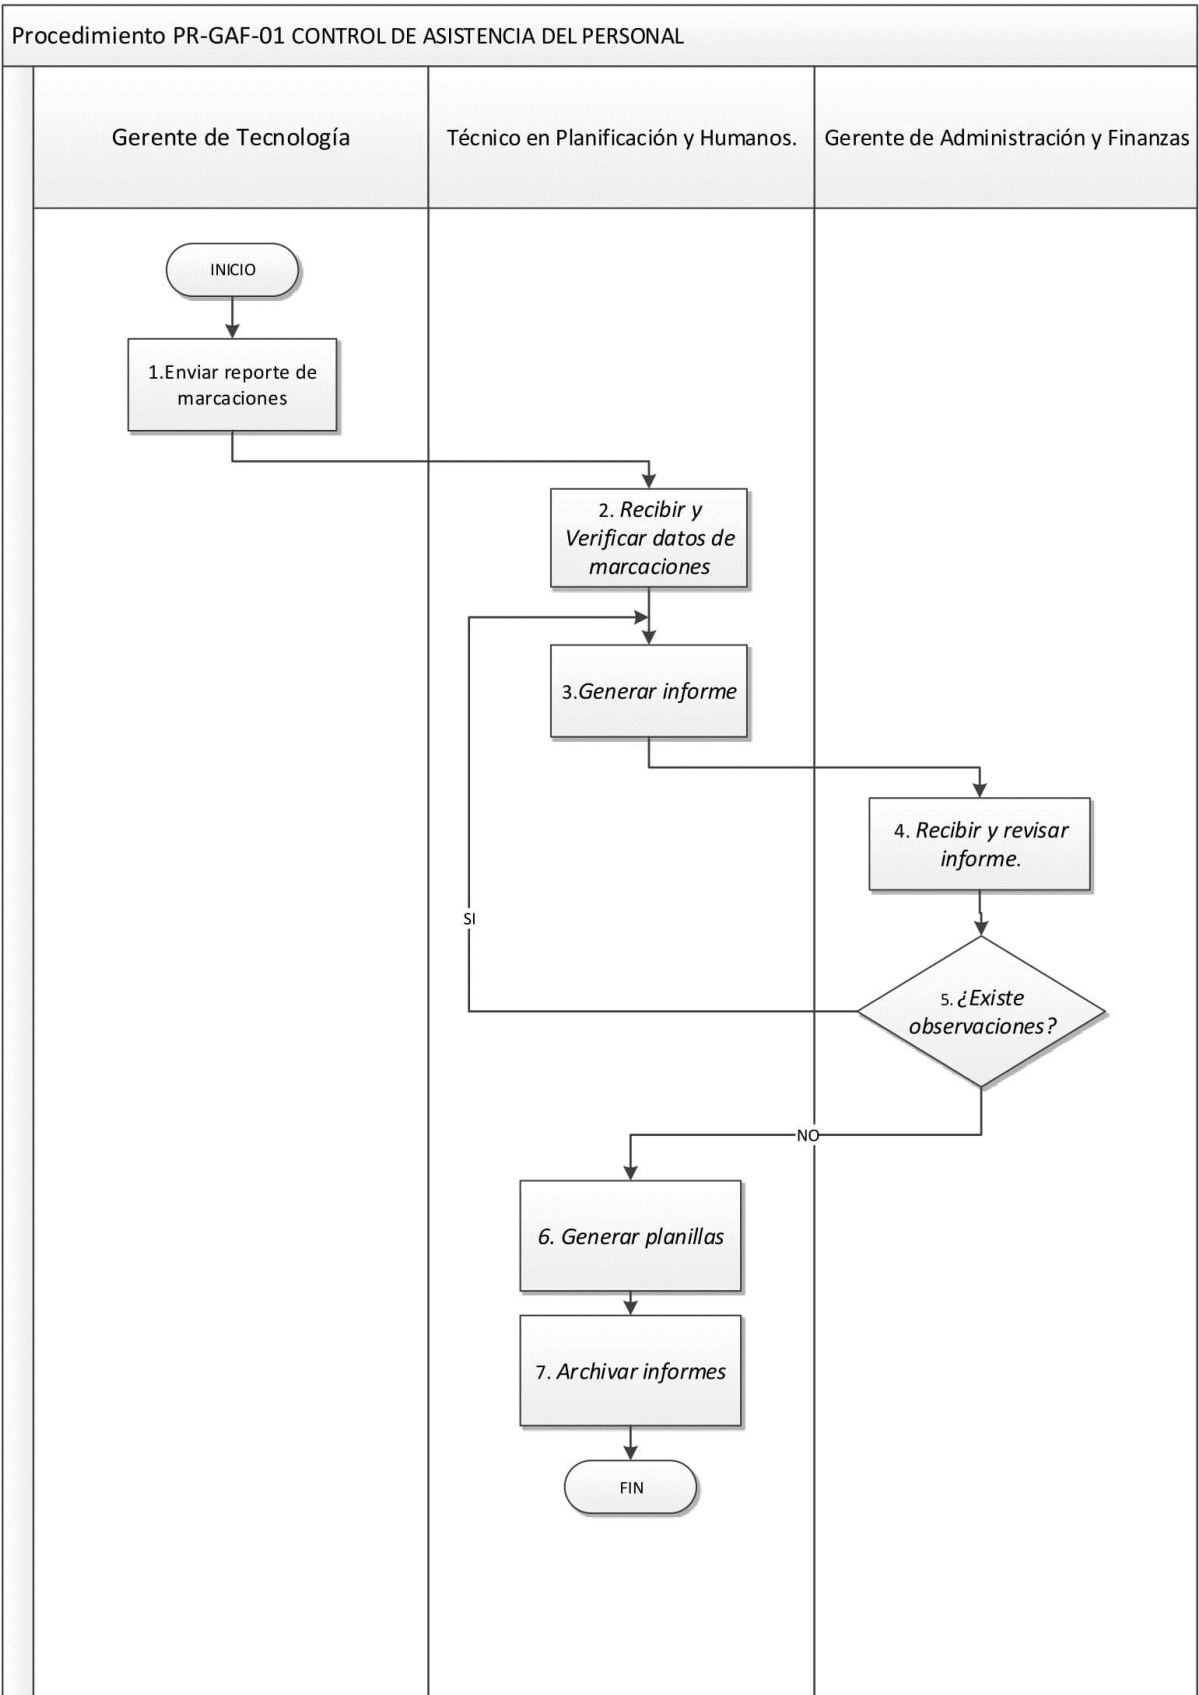 Procedimiento PR-GAF-01 CONTROL DE ASISTENCIA DEL PERSONAL
Gerente de Tecnología
Técnico en Planificación y Humanos.
Gerente de Administración y Finanzas
INICIO
1.Enviar reporte de
marcaciones
2. Recibir y
Verificar datos de
marcaciones
3.Generar informe
4. Recibir y revisar
informe.
SI
5. ¿Existe
observaciones?
NO
6. Generar planillas
7. Archivar informes
FIN